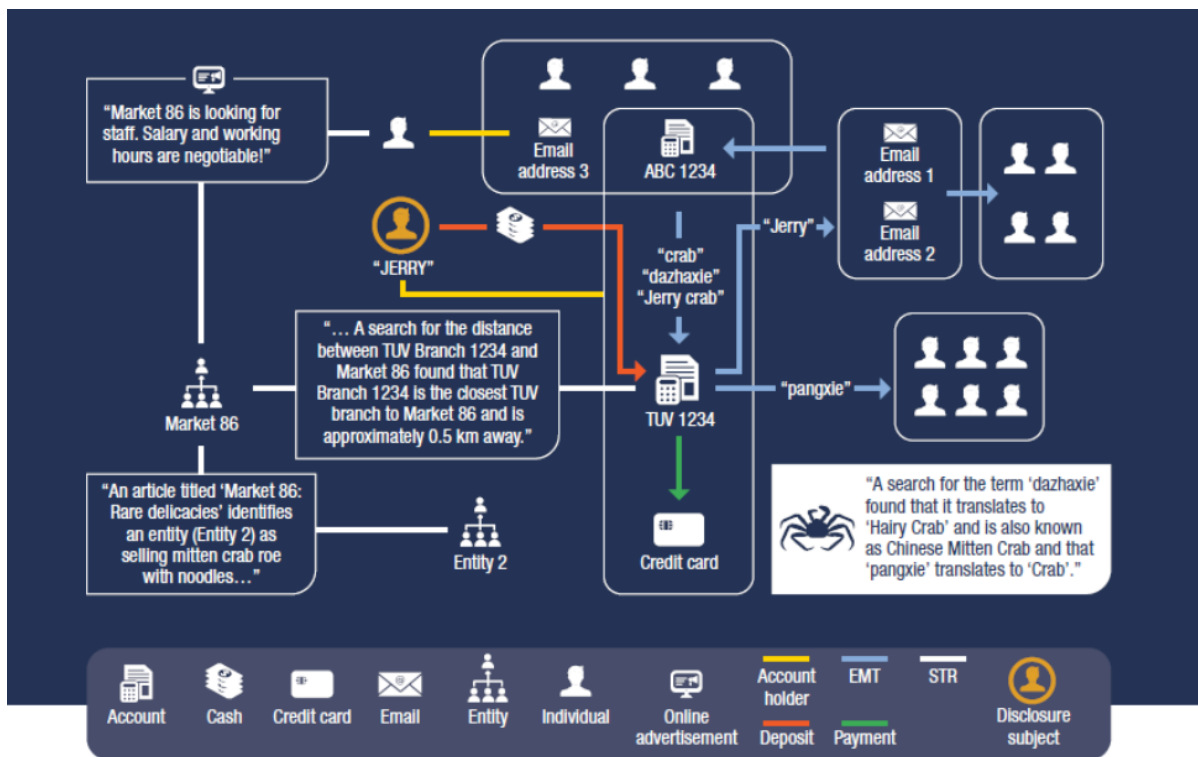 “Market 86 is looking for
staff. Salary and working
hours are negotiable!”
Email
address 3
ABC 1234
Email
address 1
Email
address 2
“JERRY”
“crab”
“dazhaxie”
“Jerry crab”
“Jerry”
“... A search for the distance
between TUV Branch 1234 and
Market 86 found that TUV
Branch 1234 is the closest TUV
branch to Market 86 and is
approximately 0.5 km away.”
Market 86
TUV 1234
“pangxie”
“An article titled ‘Market 86:
Rare delicacies’ identifies
an entity (Entity 2) as
selling mitten crab roe
with noodles...”
Entity 2
Credit card
“A search for the term ‘dazhaxie’
found that it translates to
‘Hairy Crab’ and is also known
as Chinese Mitten Crab and that
‘pangxie’ translates to ‘Crab’.”
Account
Cash
Credit card
Email
Entity
Individual
Online
advertisement
Account
holder
EMT
STR
Deposit
Payment
Disclosure
subject